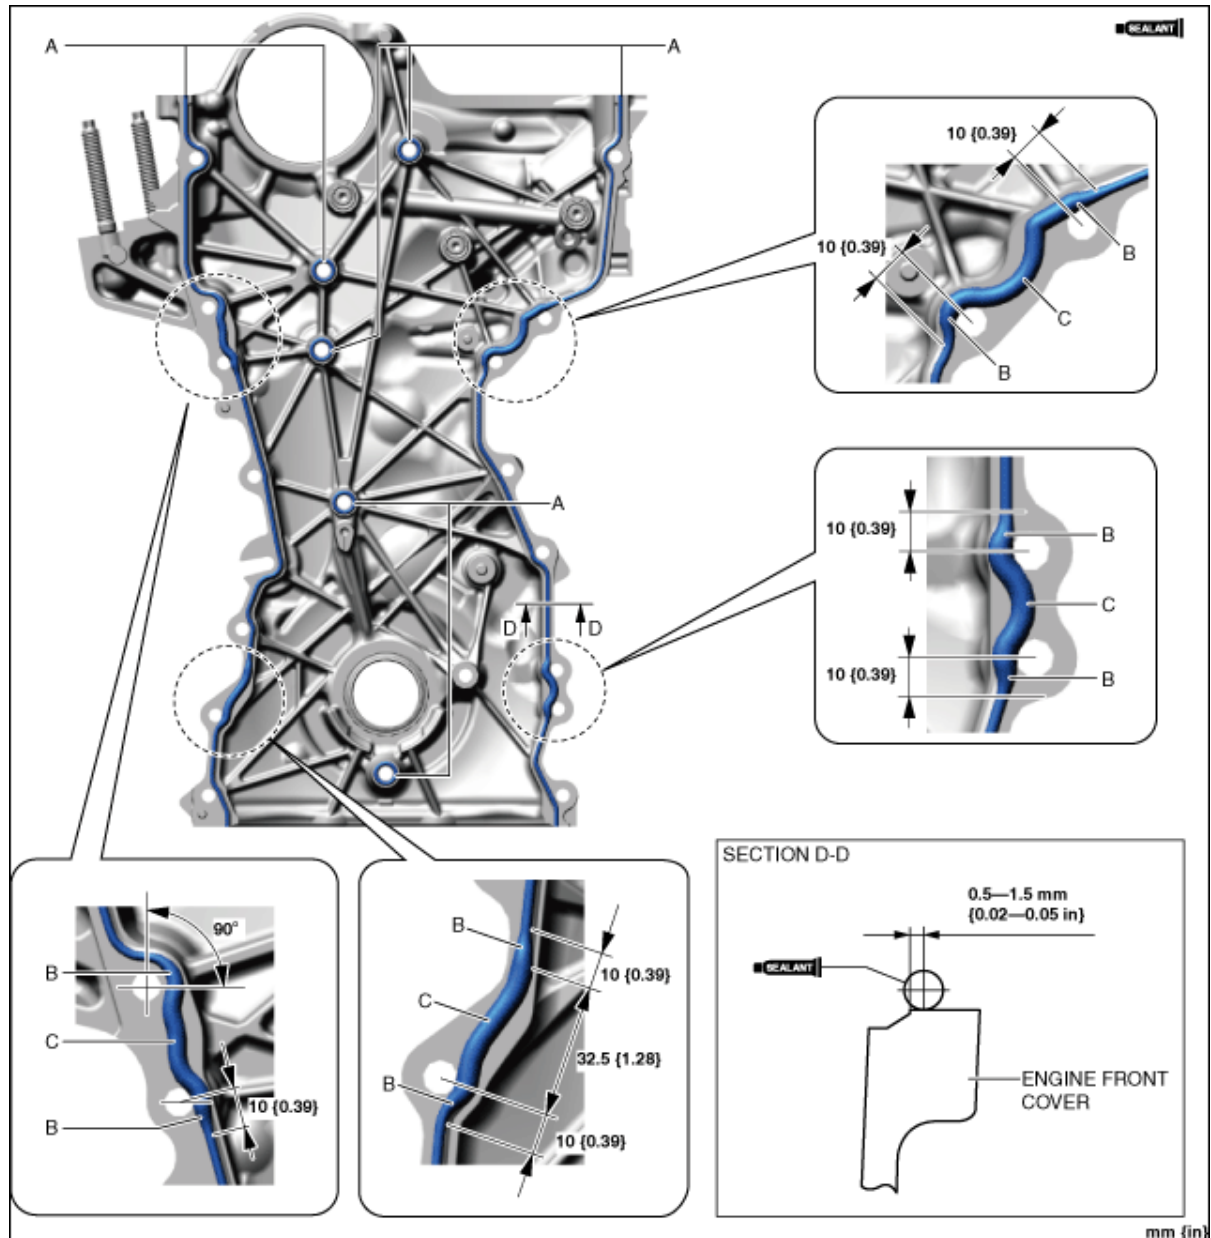 SEALANT
A
A
10 {0.39}
B
10 {0.39}
C
B
A
10 {0.39}
B
C
D
D
10 {0.39}
B
90°
B
C
10 {0.39}
B
B
10 {0.39}
C
32.5 {1.28}
B
10 {0.39}
SECTION D-D
0.5—1.5 mm
{0.02—0.05 in}
SEALANT
ENGINE FRONT
COVER
mm {in}